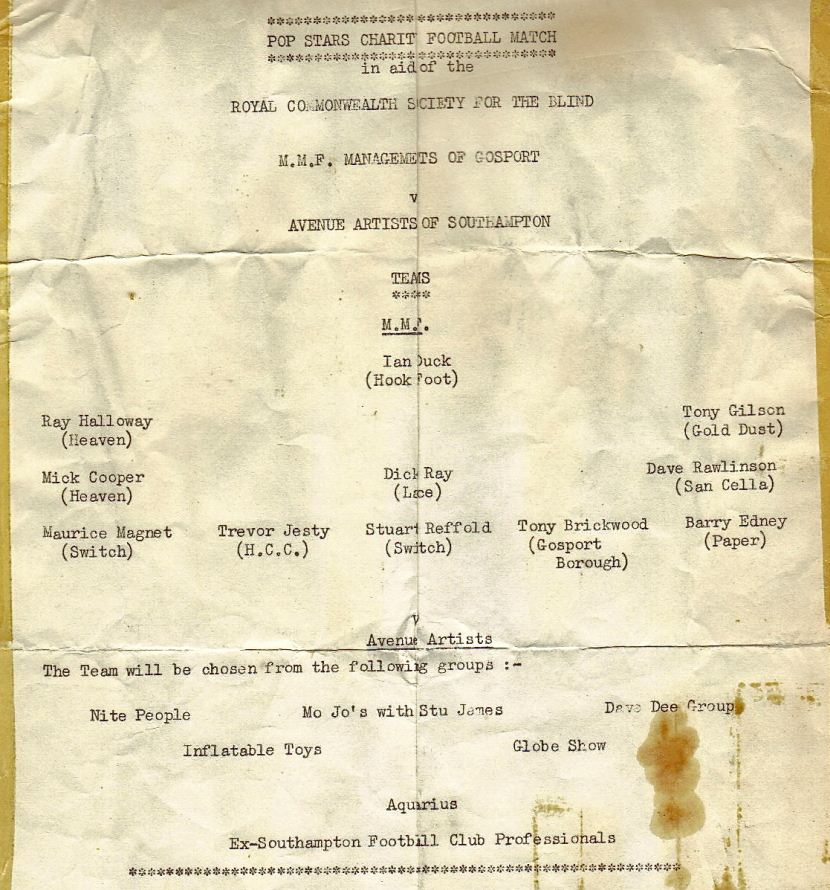 ************************************
POP STARS CHARIT FOOTBALL MATCH
************************************
in aid of the
ROYAL COMMONWEALTH SOCIETY FOR THE BLIND
M.M.F. MANAGEMETS OF GOSPORT
v
AVENUE ARTISTS OF SOUTHAMPTON
TEAMS
****
M.M.F.
Ian Duck
(Hook Foot)
Ray Halloway Tony Gilson
(Heaven) (Gold Dust)
Mick Cooper Dick Ray Dave Rawlinson
(Heaven) (Lace) (San Cella)
Maurice Magnet Trevor Jesty Stuart Reffold Tony Brickwood Barry Edney
(Switch) (H.C.C.) (Switch) (Gosport (Paper)
Borough)
v
Avenue Artists
The Team will be chosen from the following groups :-
Nite People Mo Jo's with Stu James Dave Dee Group
Inflatable Toys Globe Show
Aquarius
Ex-Southampton Footbill Club Professionals
**********************************************************************